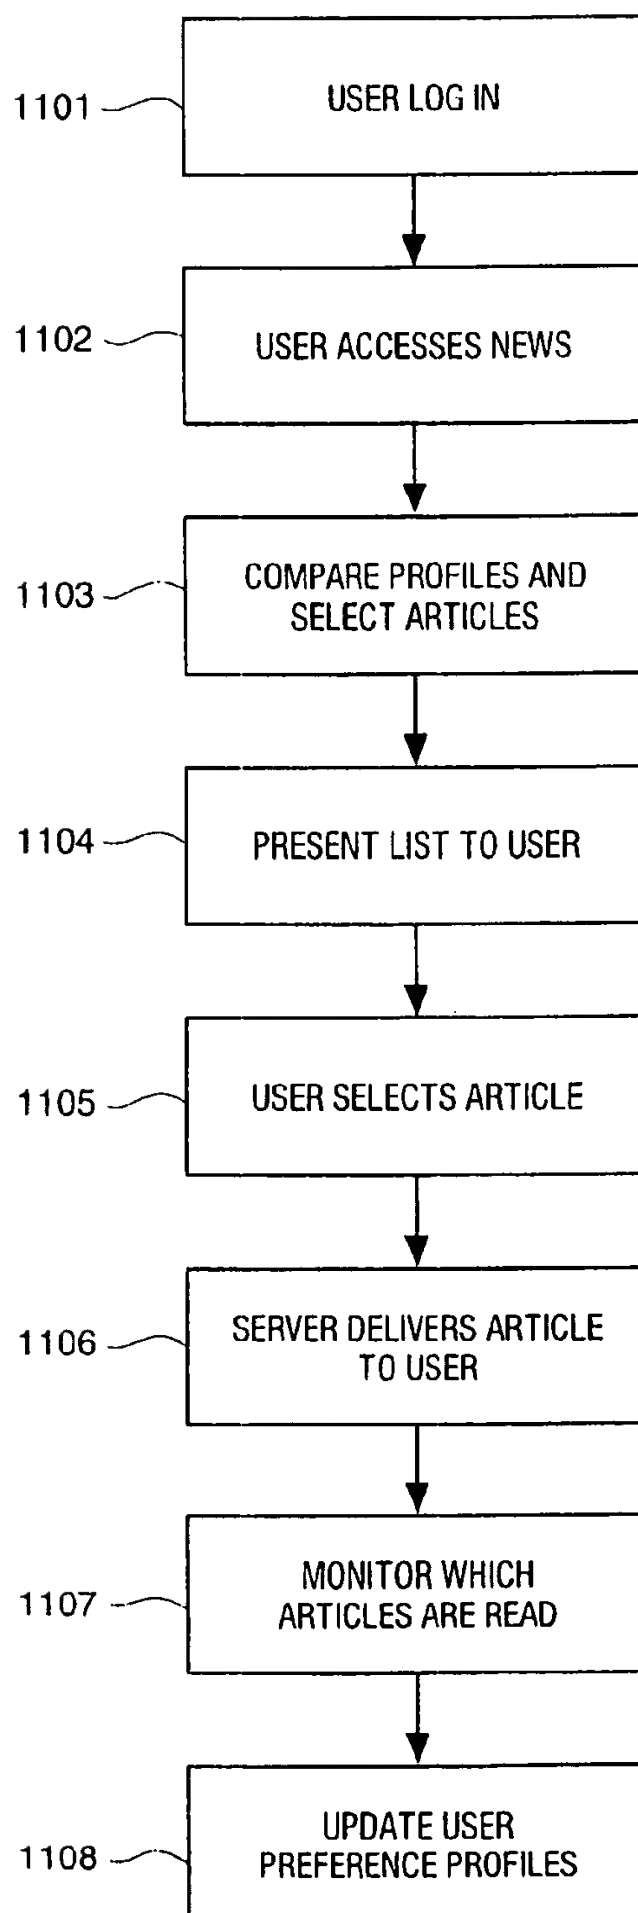 1101
USER LOG IN
1102
USER ACCESSES NEWS
1103
COMPARE PROFILES AND
SELECT ARTICLES
1104
PRESENT LIST TO USER
1105
USER SELECTS ARTICLE
1106
SERVER DELIVERS ARTICLE
TO USER
1107
MONITOR WHICH
ARTICLES ARE READ
1108
UPDATE USER
PREFERENCE PROFILES